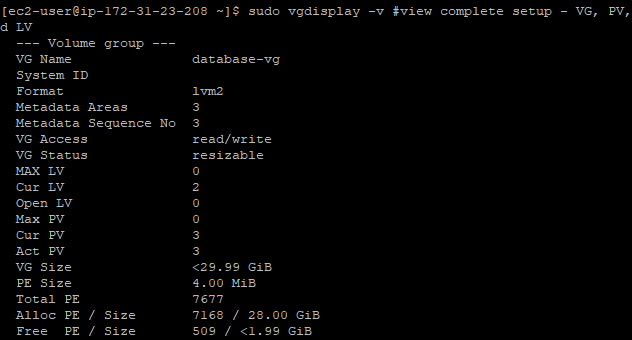 [ec2-user@ip-172-31-23-208 ~]$ sudo vgdisplay -v #view complete setup - VG, PV,
d LV
--- Volume group ---
VG Name database-vg
System ID
Format lvm2
Metadata Areas 3
Metadata Sequence No 3
VG Access read/write
VG Status resizable
MAX LV 0
Cur LV 2
Open LV 0
Max PV 0
Cur PV 3
Act PV 3
VG Size <29.99 GiB
PE Size 4.00 MiB
Total PE 7677
Alloc PE / Size 7168 / 28.00 GiB
Free PE / Size 509 / <1.99 GiB